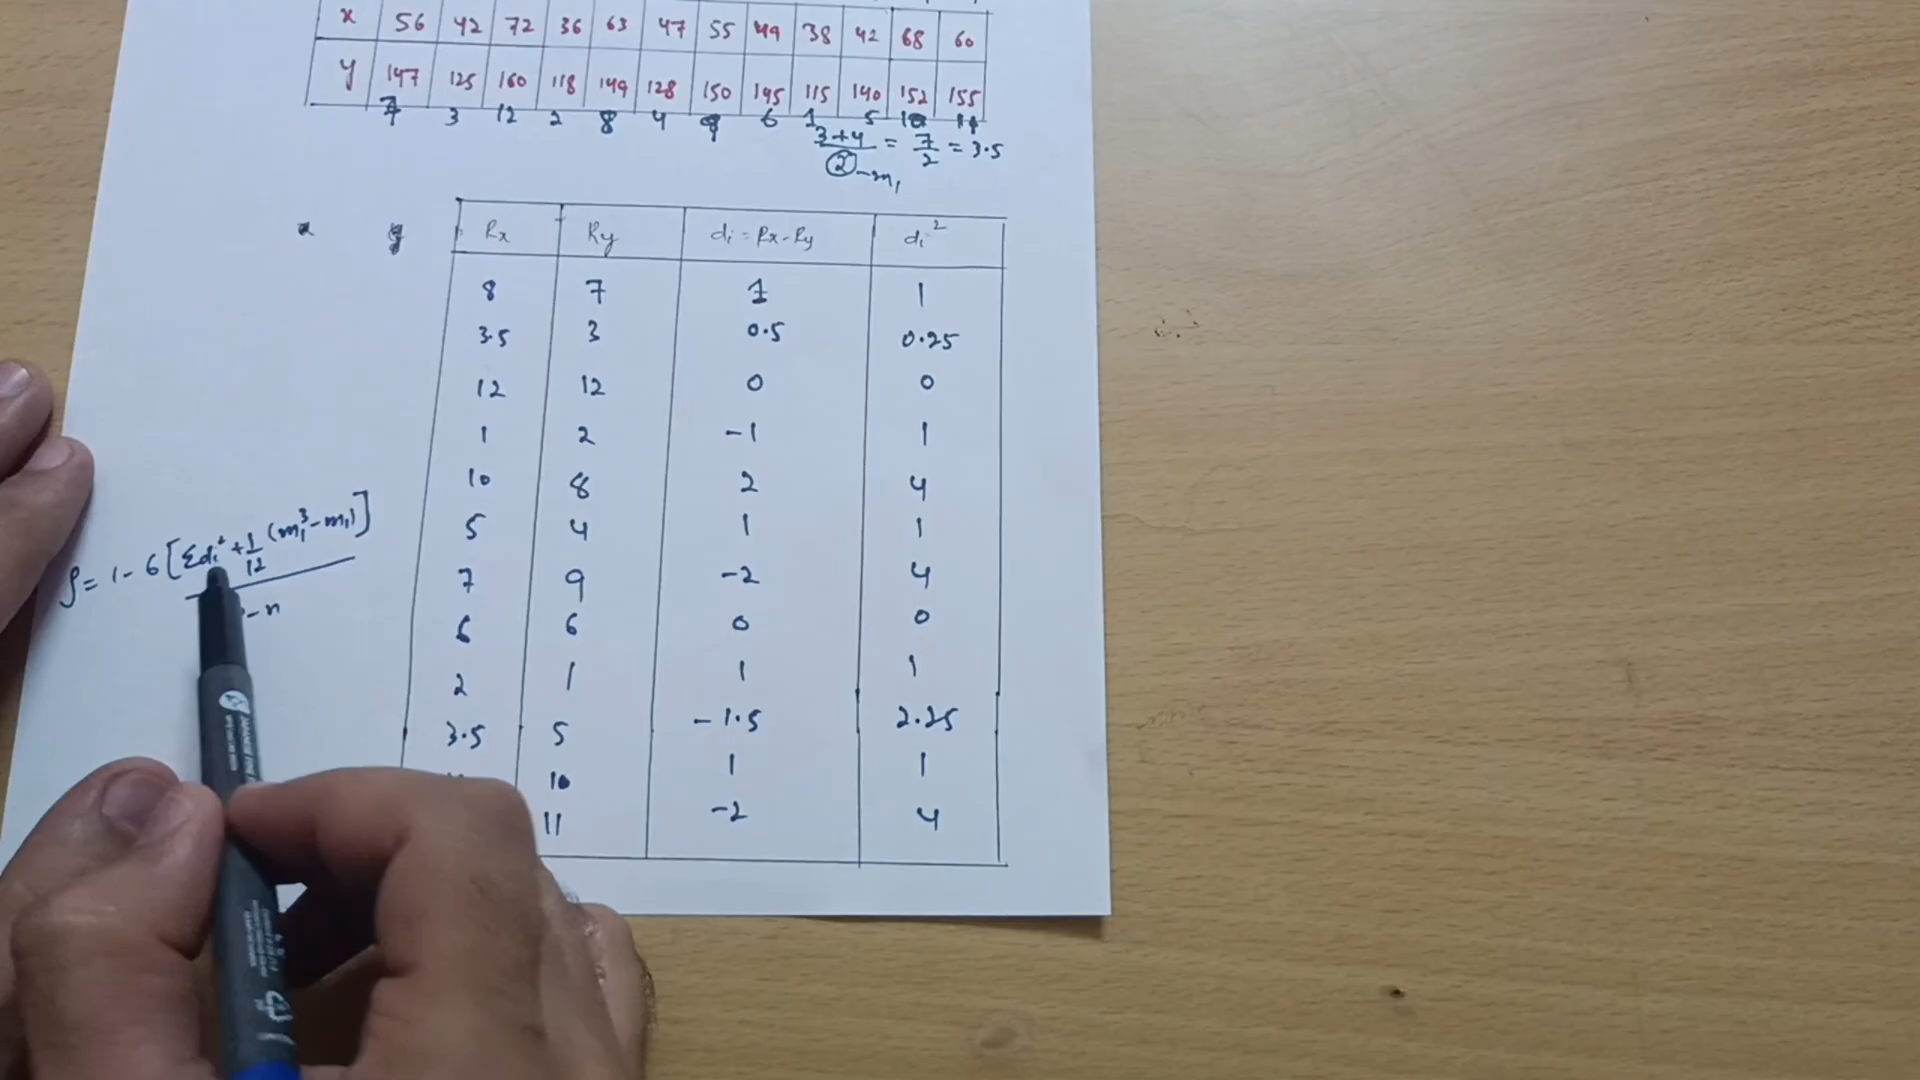 x 56 42 72 36 63 47 55 49 38 42 68 60
y 147 125 160 118 149 128 150 145 115 140 152 155
7 3 12 2 8 4 9 6 1 5 10 11
3+4 / 2 = 7/2 = 3.5
m₁
x y
Rx Ry di = Rx-Ry di²
8 7 1 1
3.5 3 0.5 0.25
12 12 0 0
1 2 -1 1
10 8 2 4
5 4 1 1
7 9 -2 4
6 6 0 0
2 1 1 1
3.5 5 -1.5 2.25
10 1 1
11 -2 4
ρ = 1 - 6 [Σdi² + 1/12 (m₁³ - m₁)]
- n